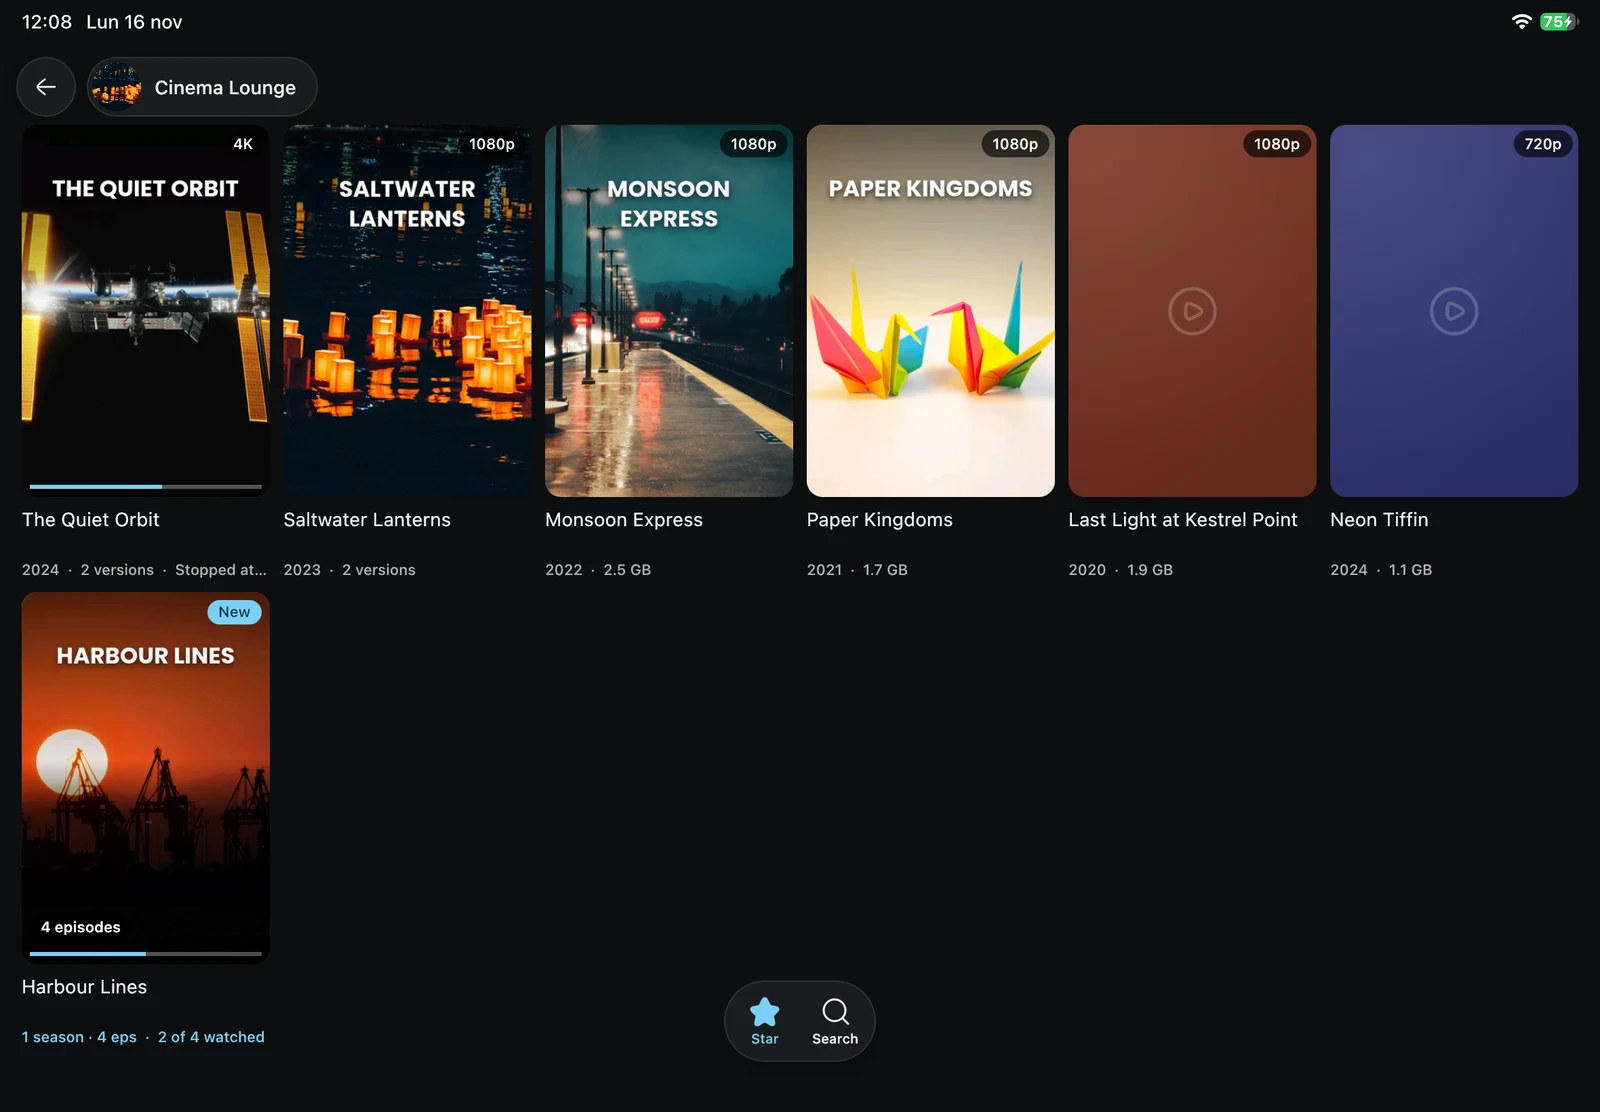 12:08 Lun 16 nov
75
Cinema Lounge
4K
THE QUIET ORBIT
1080p
SALTWATER
LANTERNS
1080p
MONSOON
EXPRESS
1080p
PAPER KINGDOMS
1080p
720p
The Quiet Orbit
2024 · 2 versions · Stopped at...
Saltwater Lanterns
2023 · 2 versions
Monsoon Express
2022 · 2.5 GB
Paper Kingdoms
2021 · 1.7 GB
Last Light at Kestrel Point
2020 · 1.9 GB
Neon Tiffin
2024 · 1.1 GB
New
HARBOUR LINES
4 episodes
Harbour Lines
1 season · 4 eps · 2 of 4 watched
Star
Search